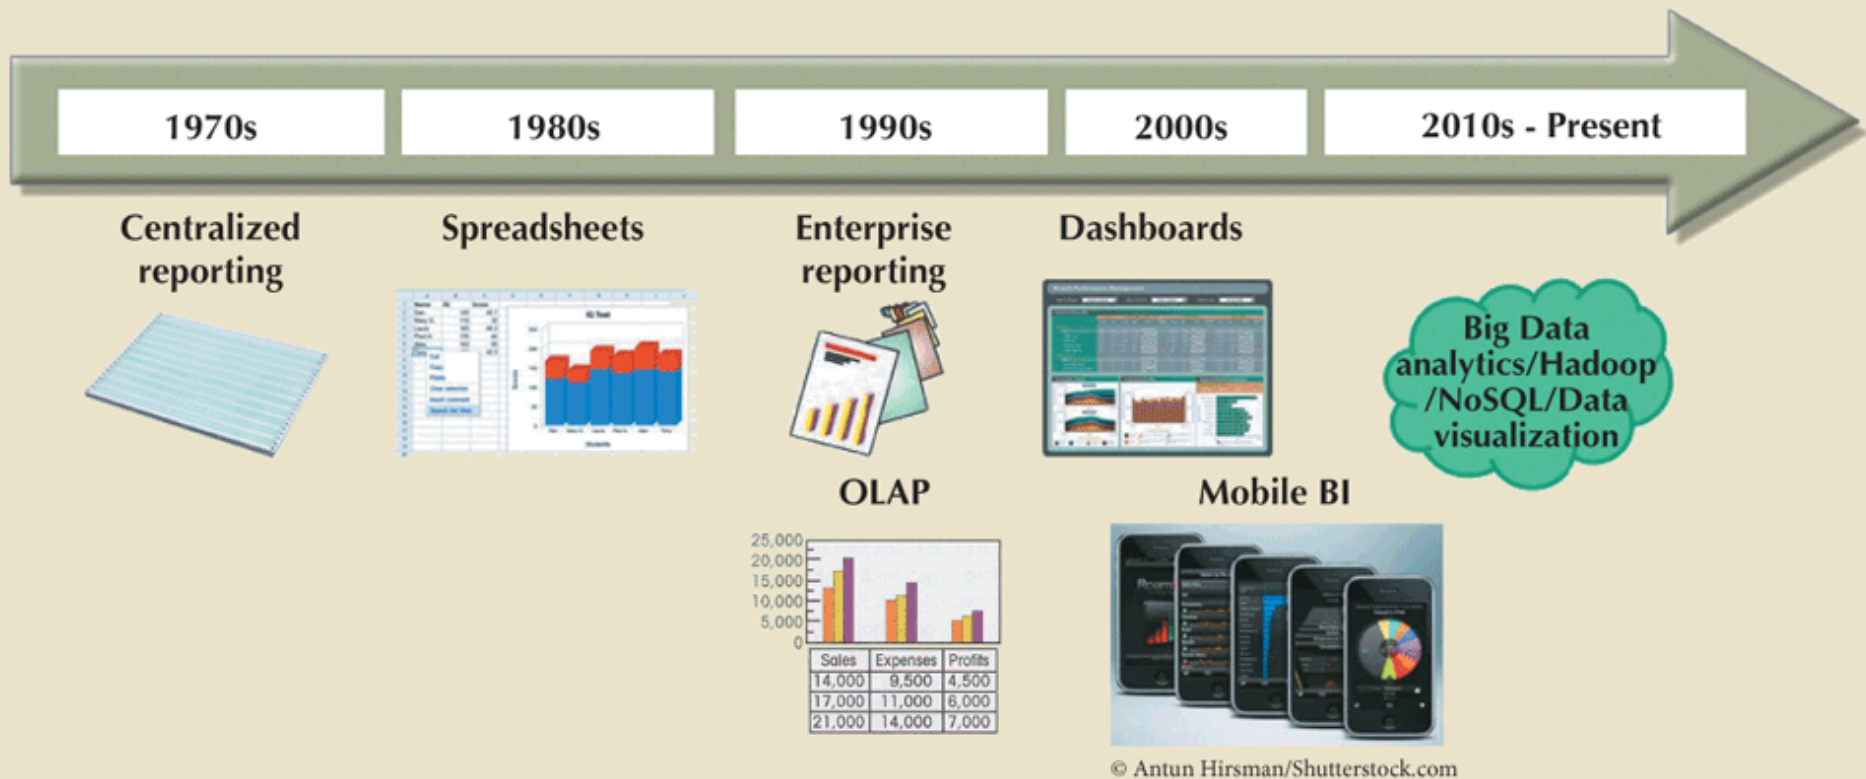 1970s
1980s
1990s
2000s
2010s - Present
Centralized
reporting
Spreadsheets
Enterprise
reporting
Dashboards
IQ Test
Big Data
analytics/Hadoop
/NoSQL/Data
visualization
OLAP
25,000
20,000
15,000
10,000
5,000
0
Sales Expenses Profits
14,000 9,500 4,500
17,000 11,000 6,000
21,000 14,000 7,000
Mobile BI
© Antun Hirsman/Shutterstock.com